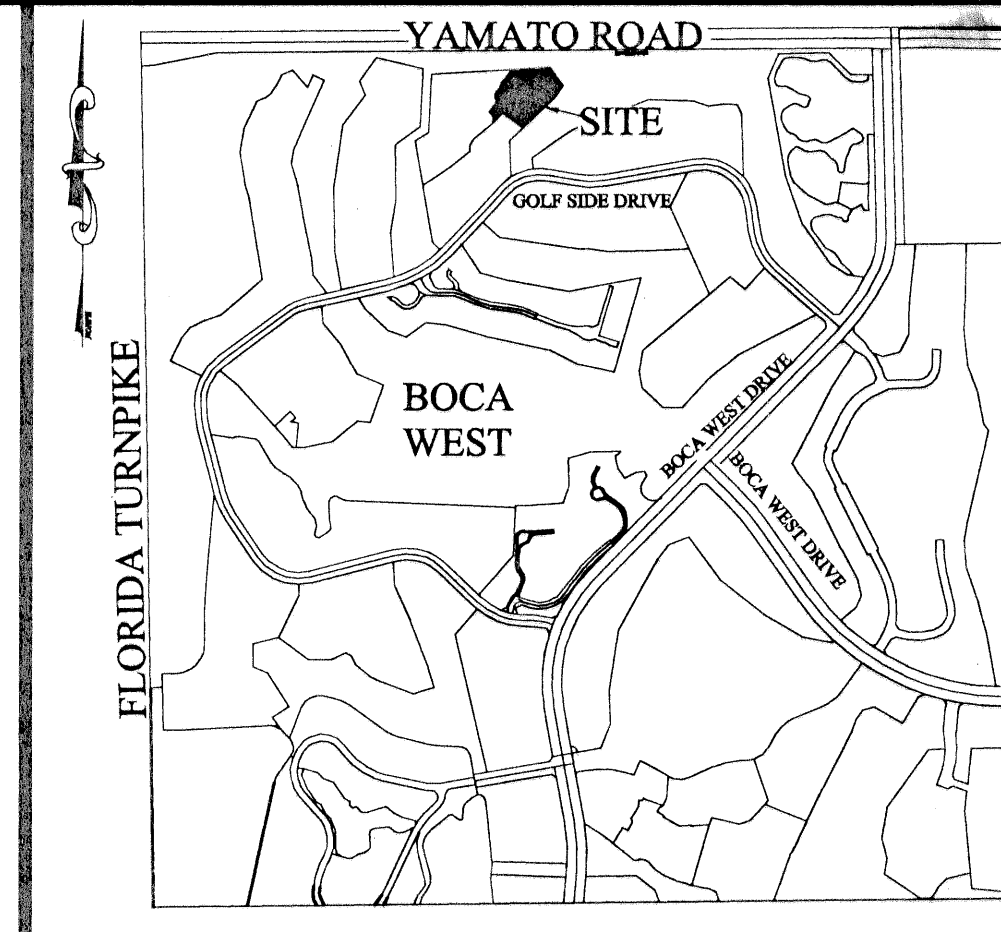 YAMATO ROAD
SITE
GOLF SIDE DRIVE
FLORIDA TURNPIKE
BOCA
WEST
BOCA WEST DRIVE
BOCA WEST DRIVE